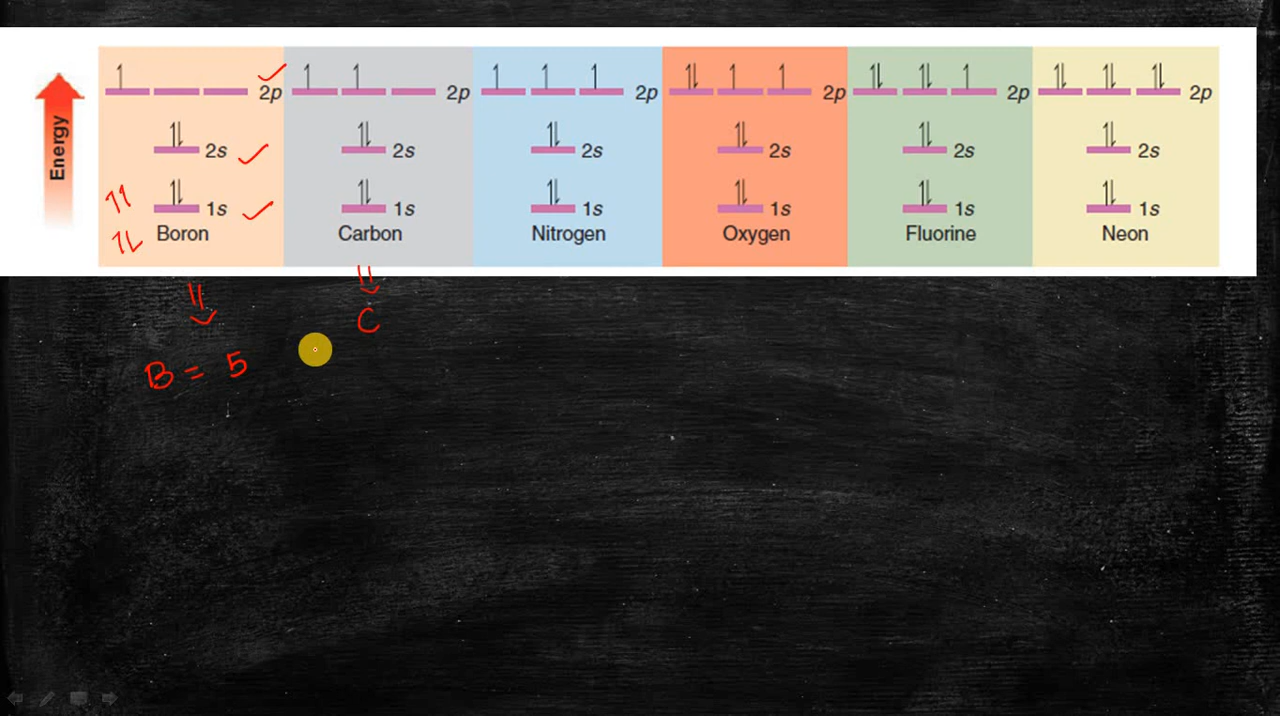 Energy
2p 2p 2p 2p 2p 2p
2s 2s 2s 2s 2s 2s
1s 1s 1s 1s 1s 1s
Boron Carbon Nitrogen Oxygen Fluorine Neon
C
B = 5